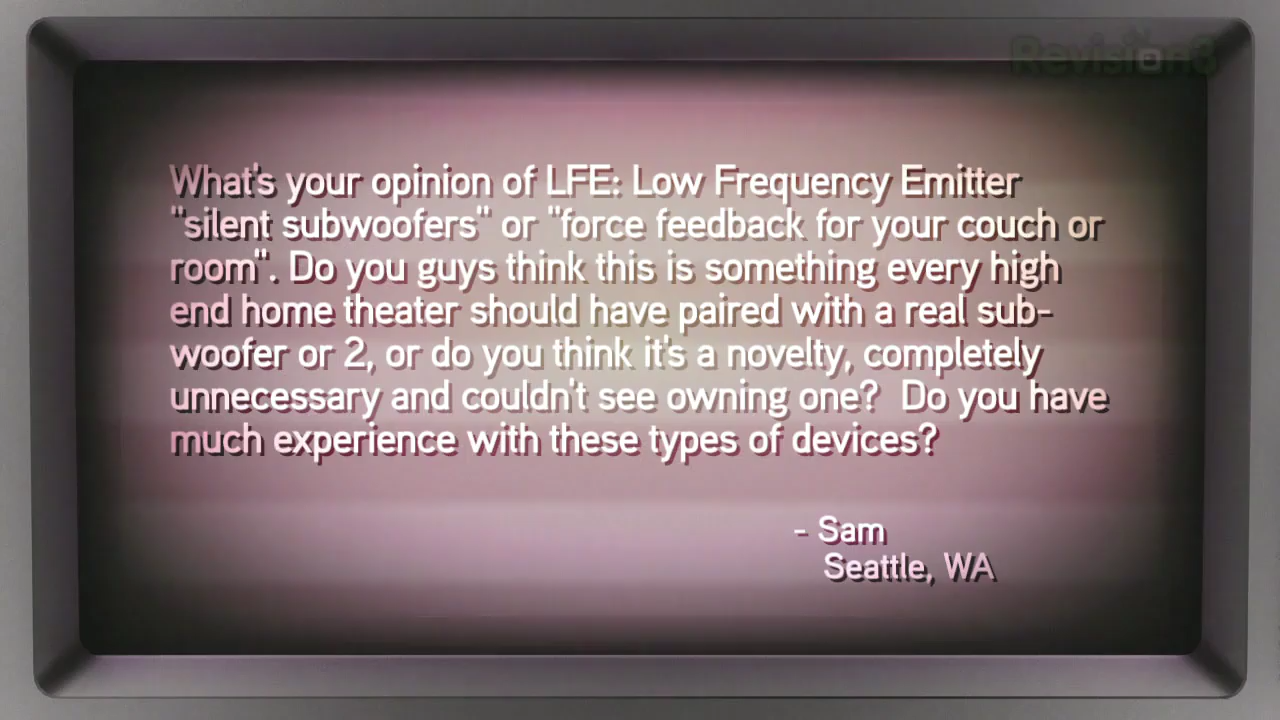 Revision3
What's your opinion of LFE: Low Frequency Emitter
"silent subwoofers" or "force feedback for your couch or
room". Do you guys think this is something every high
end home theater should have paired with a real sub-
woofer or 2, or do you think it's a novelty, completely
unnecessary and couldn't see owning one?  Do you have
much experience with these types of devices?
- Sam
Seattle, WA